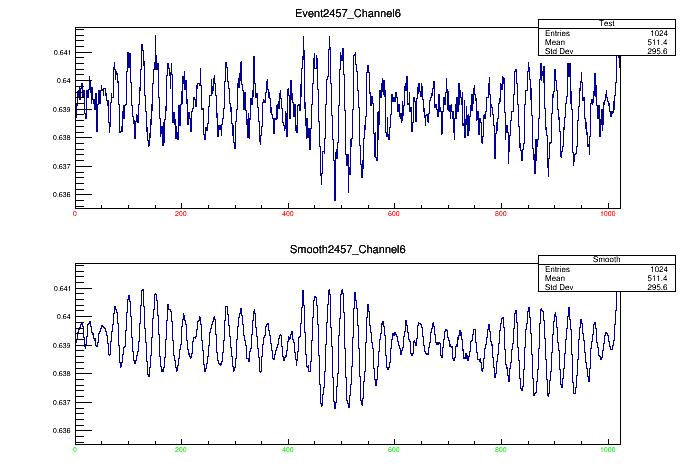 Event2457_Channel6
Test
Entries 1024
Mean 511.4
Std Dev 295.6
0.641
0.64
0.639
0.638
0.637
0.636
0 200 400 600 800 1000
Smooth2457_Channel6
Smooth
Entries 1024
Mean 511.4
Std Dev 295.6
0.641
0.64
0.639
0.638
0.637
0.636
0 200 400 600 800 1000